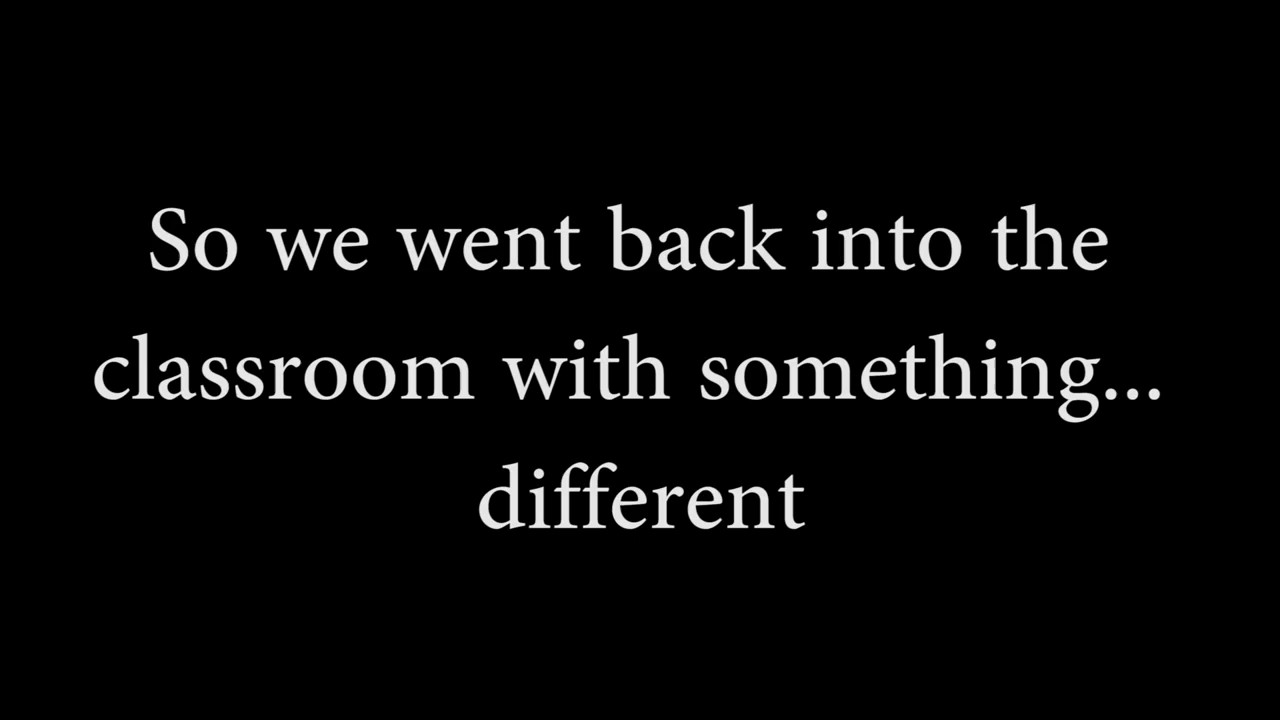 So we went back into the
classroom with something...
different